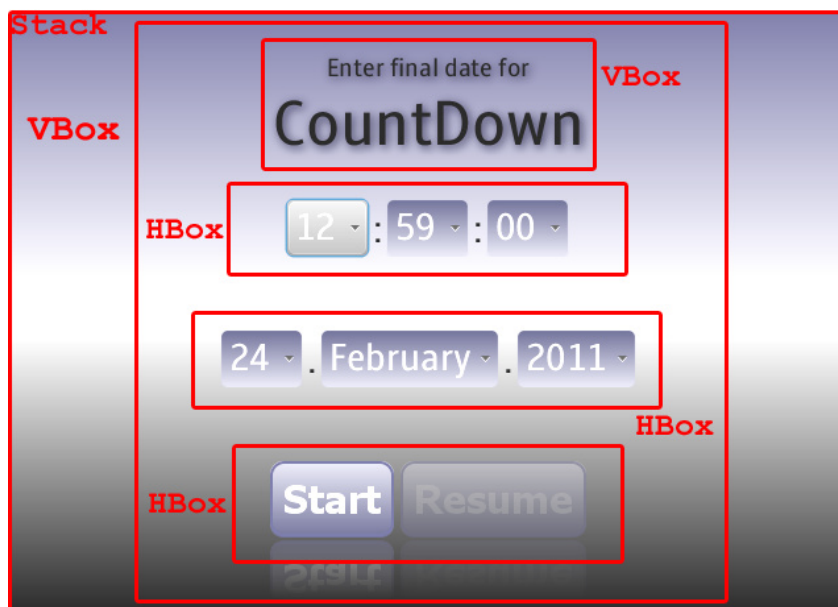 Stack
Enter final date for
VBox
CountDown
VBox
HBox
12 : 59 : 00
24 . February . 2011
HBox
HBox
Start Resume